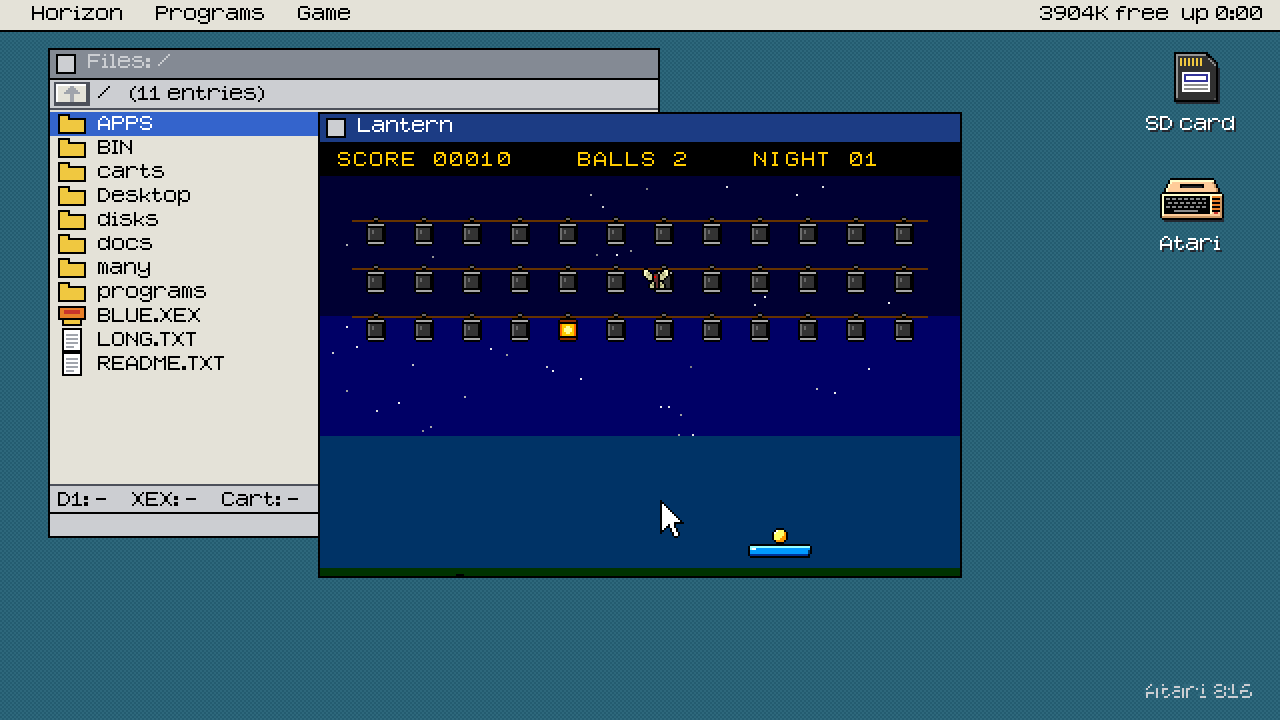 Horizon Programs Game 3904K free up 0:00
Files: /
/ (11 entries)
APPS
BIN
carts
Desktop
disks
docs
many
programs
BLUE.XEX
LONG.TXT
README.TXT
D1: - XEX: - Cart: -
Lantern
SCORE 00010 BALLS 2 NIGHT 01
SD card
Atari
Atari 816